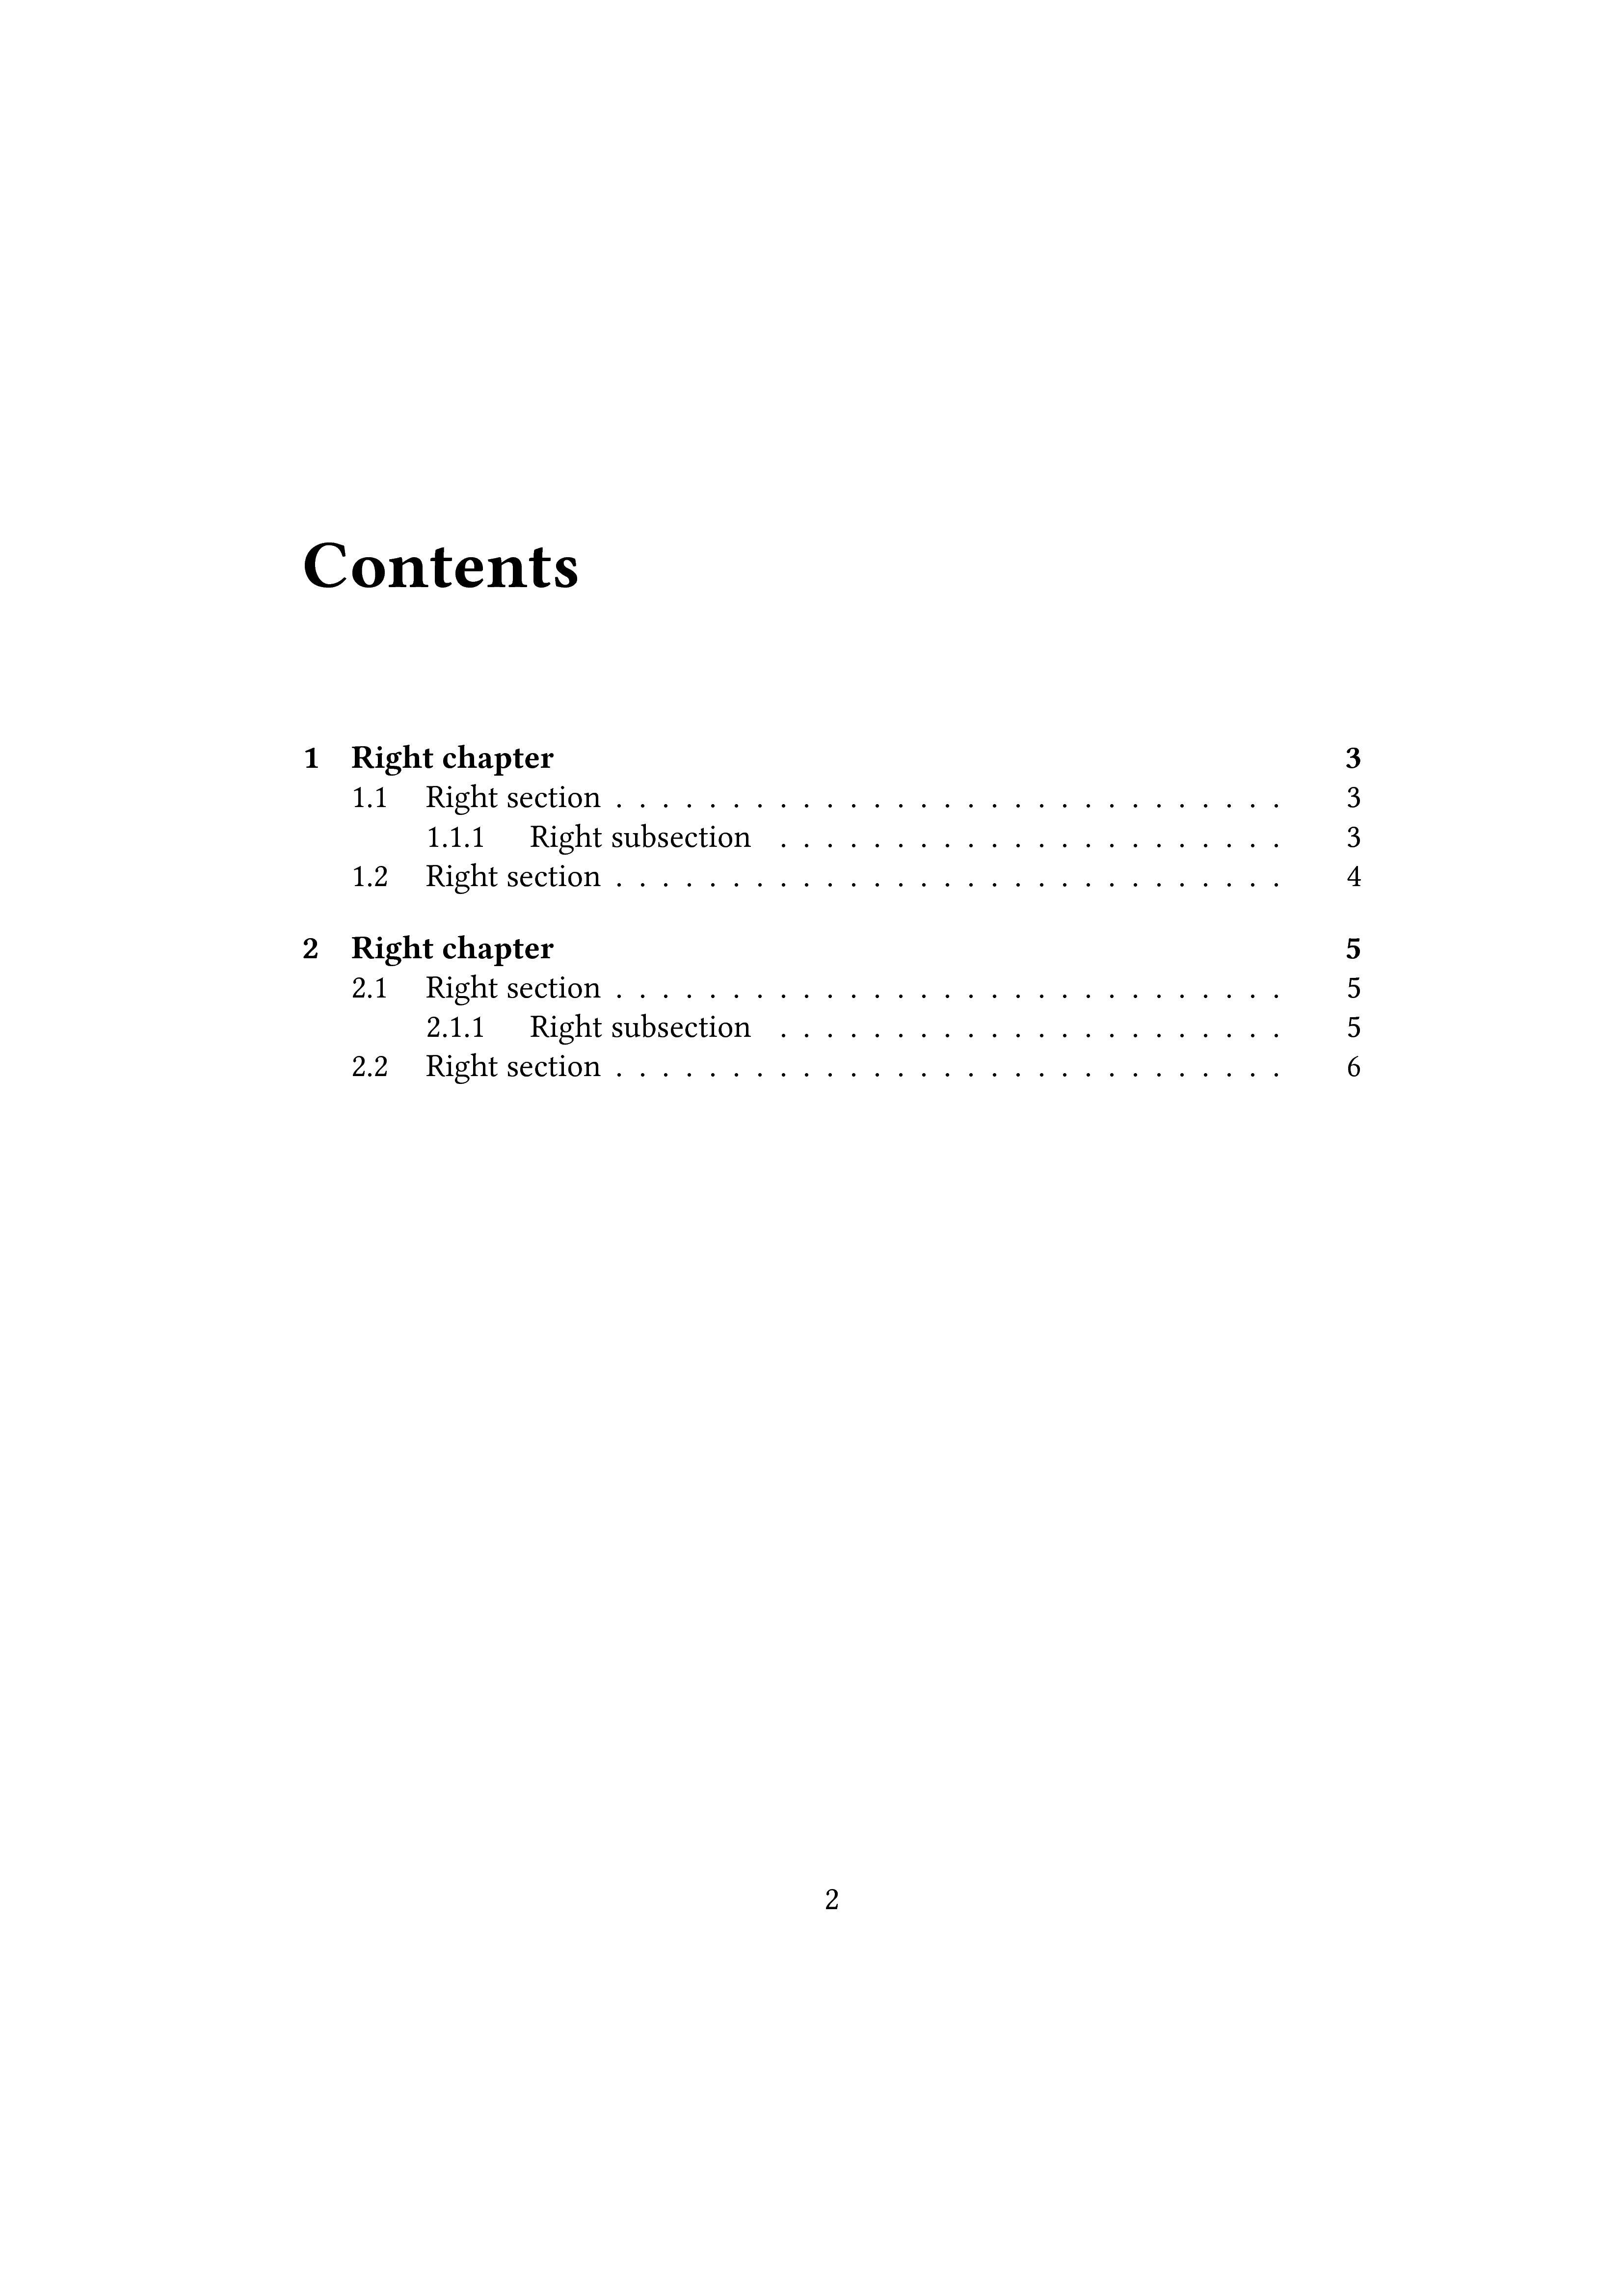 Contents
1 Right chapter 3
1.1 Right section . . . . . . . . . . . . . . . . . . . . . . . . . . . . . 3
1.1.1 Right subsection . . . . . . . . . . . . . . . . . . . . . . 3
1.2 Right section . . . . . . . . . . . . . . . . . . . . . . . . . . . . . 4
2 Right chapter 5
2.1 Right section . . . . . . . . . . . . . . . . . . . . . . . . . . . . . 5
2.1.1 Right subsection . . . . . . . . . . . . . . . . . . . . . . 5
2.2 Right section . . . . . . . . . . . . . . . . . . . . . . . . . . . . . 6
2